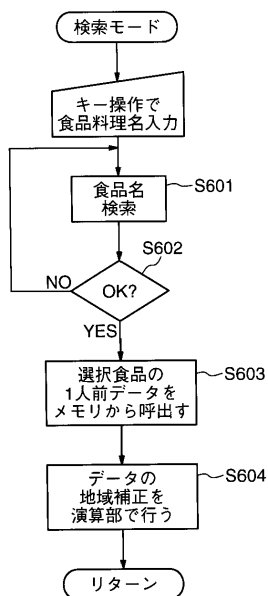 検索モード
キー操作で
食品料理名入力
食品名
検索
S601
S602
NO
OK?
YES
選択食品の
1人前データを
メモリから呼出す
S603
データの
地域補正を
演算部で行う
S604
リターン